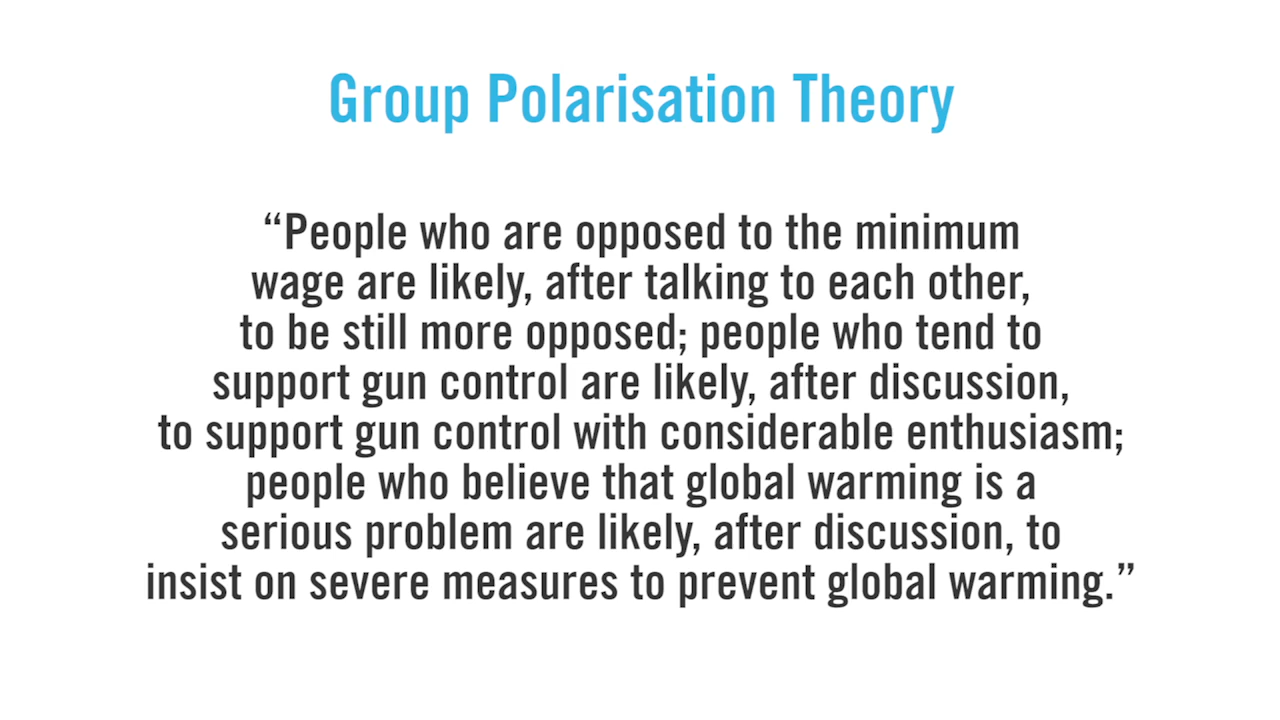 Group Polarisation Theory
“People who are opposed to the minimum
wage are likely, after talking to each other,
to be still more opposed; people who tend to
support gun control are likely, after discussion,
to support gun control with considerable enthusiasm;
people who believe that global warming is a
serious problem are likely, after discussion, to
insist on severe measures to prevent global warming.”